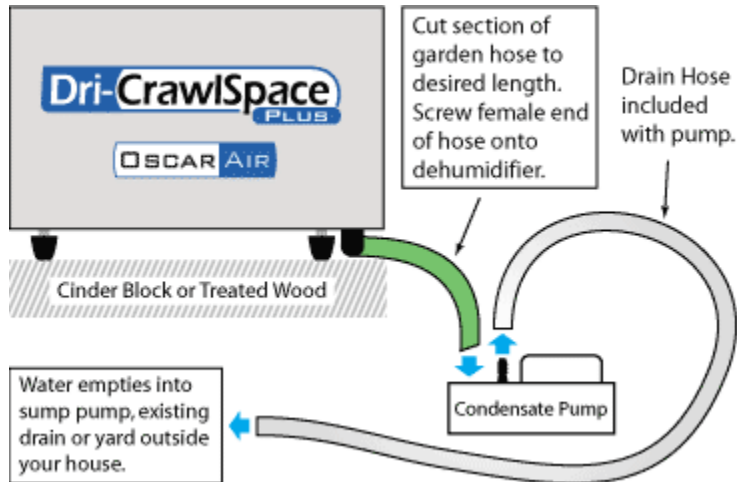 Dri-CrawlSpace
PLUS
OSCAR AIR
Cinder Block or Treated Wood
Cut section of
garden hose to
desired length.
Screw female end
of hose onto
dehumidifier.
Drain Hose
included
with pump.
Condensate Pump
Water empties into
sump pump, existing
drain or yard outside
your house.